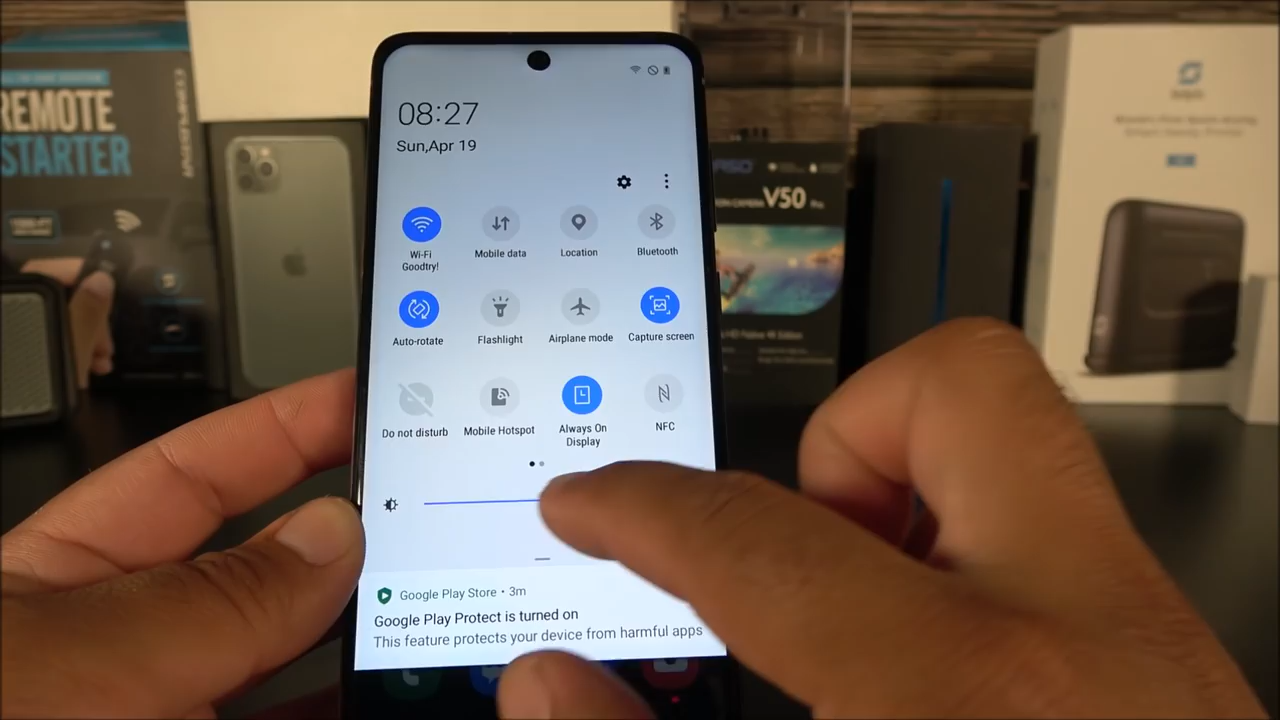 REMOTE
STARTER
08:27
Sun,Apr 19
Wi-Fi
Goodtry!
Mobile data
Location
Bluetooth
Auto-rotate
Flashlight
Airplane mode
Capture screen
Do not disturb
Mobile Hotspot
Always On
Display
NFC
Google Play Store • 3m
Google Play Protect is turned on
This feature protects your device from harmful apps
V50 Pro